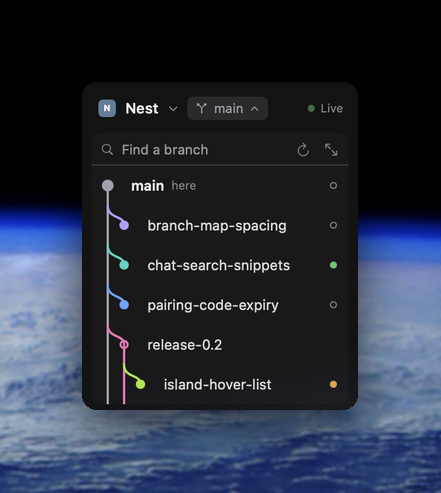 N Nest main Live
Find a branch
main here
branch-map-spacing
chat-search-snippets
pairing-code-expiry
release-0.2
island-hover-list